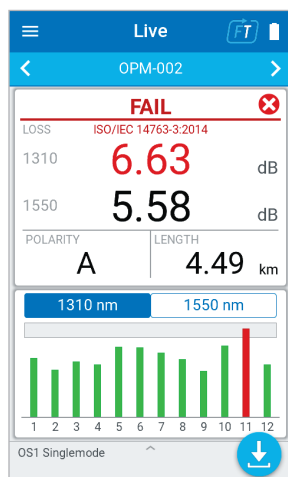 Live
FT
OPM-002
FAIL
LOSS ISO/IEC 14763-3:2014
1310 6.63 dB
1550 5.58 dB
POLARITY LENGTH
A 4.49 km
1310 nm 1550 nm
1 2 3 4 5 6 7 8 9 10 11 12
OS1 Singlemode